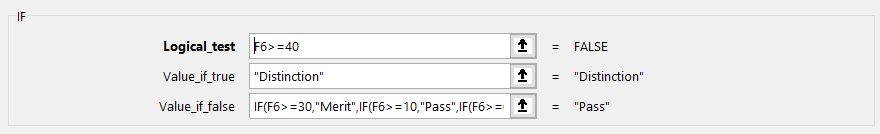 IF
Logical_test F6>=40 = FALSE
Value_if_true "Distinction" = "Distinction"
Value_if_false IF(F6>=30,"Merit",IF(F6>=10,"Pass",IF(F6>= = "Pass"